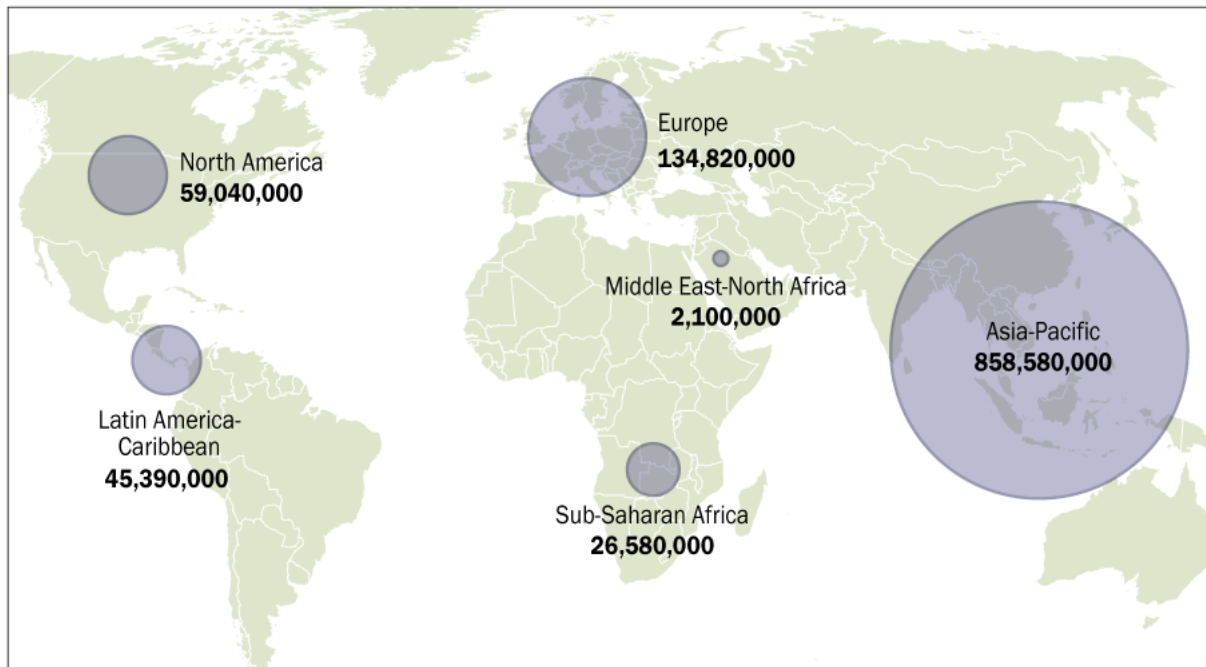 North America
59,040,000
Europe
134,820,000
Middle East-North Africa
2,100,000
Asia-Pacific
858,580,000
Latin America-
Caribbean
45,390,000
Sub-Saharan Africa
26,580,000